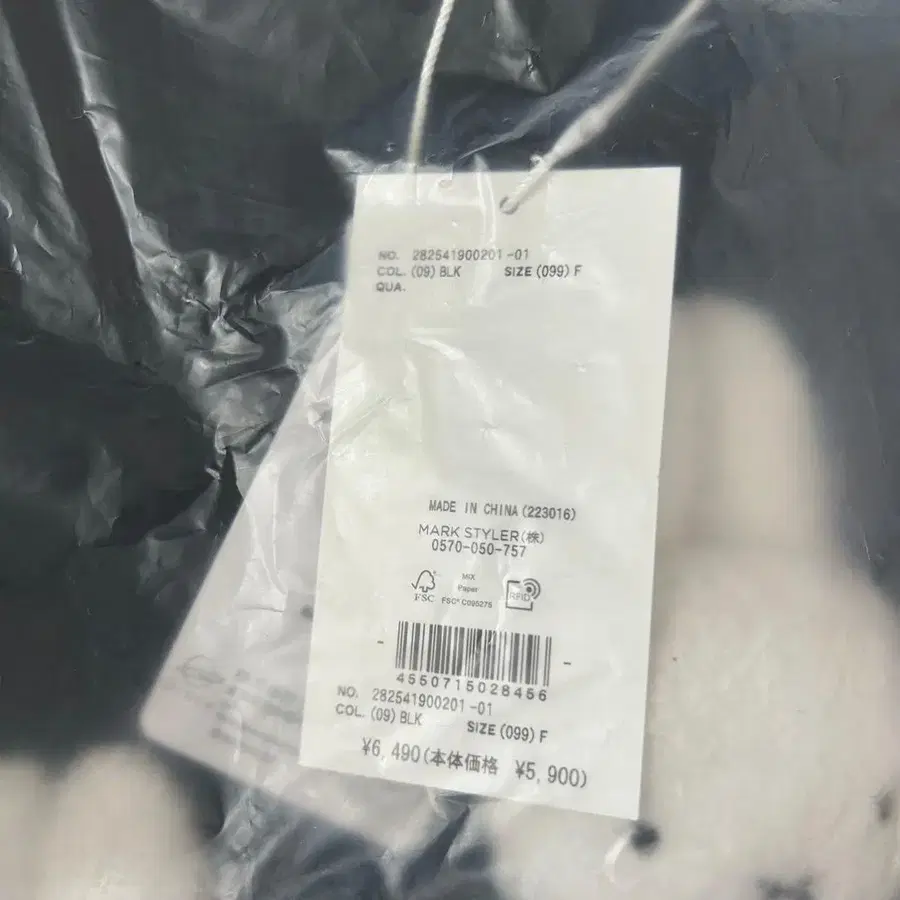 NO. 282541900201-01
COL. (09) BLK SIZE (099) F
QUA.
MADE IN CHINA (223016)
MARK STYLER(株)
0570-050-757
FSC
MIX
Paper
FSC® C095275
RFID
4550715028456
NO. 282541900201-01
COL. (09) BLK SIZE (099) F
¥6,490(本体価格 ¥5,900)